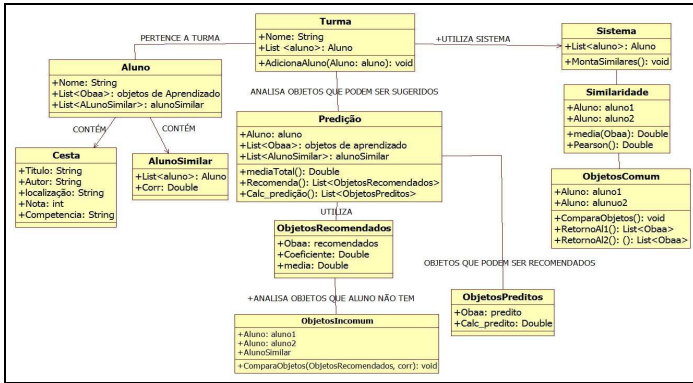 Turma
+Nome: String
+List <aluno>: Aluno
+AdicionaAluno(Aluno: aluno): void
PERTENCE A TURMA
+UTILIZA SISTEMA
Sistema
+List<aluno>: Aluno
+MontaSimilares(): void
Aluno
+Nome: String
+List<Obaa>: objetos de Aprendizado
+List<ALunoSimilar>: alunoSimilar
ANALISA OBJETOS QUE PODEM SER SUGERIDOS
Similaridade
+Aluno: aluno1
+Aluno: aluno2
+media(Obaa): Double
+Pearson(): Double
Predição
+Aluno: aluno
+List<Obaa>: objetos de aprendizado
+List<AlunoSimilar>: alunoSimilar
+mediaTotal(): Double
+Recomenda(): List<ObjetosRecomendados>
+Calc_predição(): List<ObjetosPreditos>
CONTÉM
CONTÉM
Cesta
+Titulo: String
+Autor: String
+localização: String
+Nota: int
+Competencia: String
AlunoSimilar
+List<aluno>: Aluno
+Corr: Double
ObjetosComum
+Aluno: aluno1
+Aluno: alunuo2
+ComparaObjetos(): void
+RetornoAl1(): List<Obaa>
+RetornoAl2(): (): List<Obaa>
UTILIZA
ObjetosRecomendados
+Obaa: recomendados
+Coeficiente: Double
+media: Double
OBJETOS QUE PODEM SER RECOMENDADOS
+ANALISA OBJETOS QUE ALUNO NÃO TEM
ObjetosPreditos
+Obaa: predito
+Calc_predito: Double
ObjetosIncomum
+Aluno: aluno1
+Aluno: aluno2
+AlunoSimilar
+ComparaObjetos(ObjetosRecomendados, corr): void